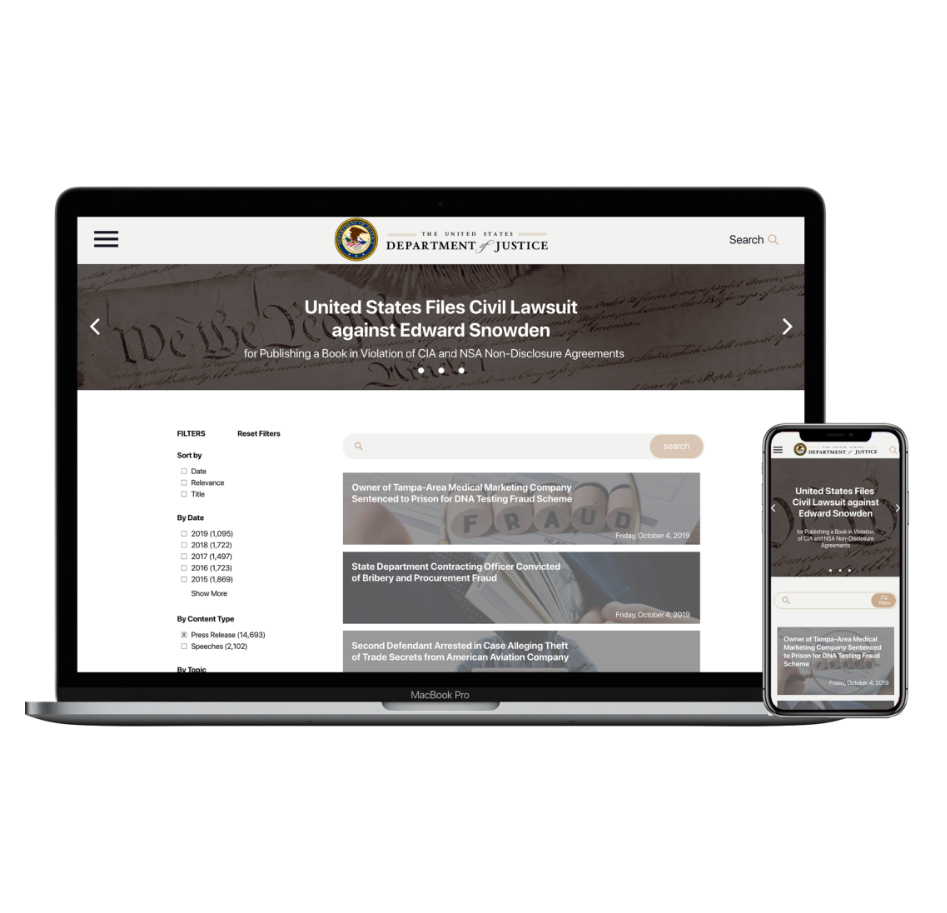 THE UNITED STATES
DEPARTMENT of JUSTICE
Search
We the People
United States Files Civil Lawsuit
against Edward Snowden
for Publishing a Book in Violation of CIA and NSA Non-Disclosure Agreements
Article I
FILTERS Reset Filters
Sort by
Date
Relevance
Title
By Date
2019 (1,095)
2018 (1,722)
2017 (1,497)
2016 (1,723)
2015 (1,869)
Show More
By Content Type
Press Release (14,693)
Speeches (2,102)
By Topic
search
Owner of Tampa-Area Medical Marketing Company
Sentenced to Prison for DNA Testing Fraud Scheme
FRAUD
Friday, October 4, 2019
State Department Contracting Officer Convicted
of Bribery and Procurement Fraud
Friday, October 4, 2019
Second Defendant Arrested in Case Alleging Theft
of Trade Secrets from American Aviation Company
MacBook Pro
DEPARTMENT of JUSTICE
United States Files
Civil Lawsuit against
Edward Snowden
for Publishing a Book in Violation
of CIA and NSA Non-Disclosure
Agreements
Owner of Tampa-Area Medical
Marketing Company Sentenced
to Prison for DNA Testing Fraud
Scheme
Friday, October 4, 2019